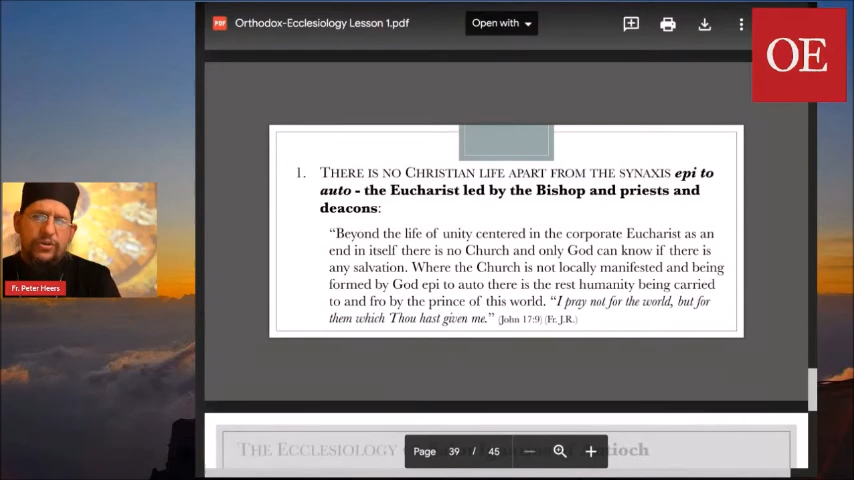 PDF Orthodox-Ecclesiology Lesson 1.pdf
Open with
OE
1. THERE IS NO CHRISTIAN LIFE APART FROM THE SYNAXIS epi to
auto - the Eucharist led by the Bishop and priests and
deacons:
“Beyond the life of unity centered in the corporate Eucharist as an
end in itself there is no Church and only God can know if there is
any salvation. Where the Church is not locally manifested and being
formed by God epi to auto there is the rest humanity being carried
to and fro by the prince of this world. “I pray not for the world, but for
them which Thou hast given me.” (John 17:9) (Fr. J.R.)
Fr. Peter Heers
THE ECCLESIOLOGY
Page 39 / 45